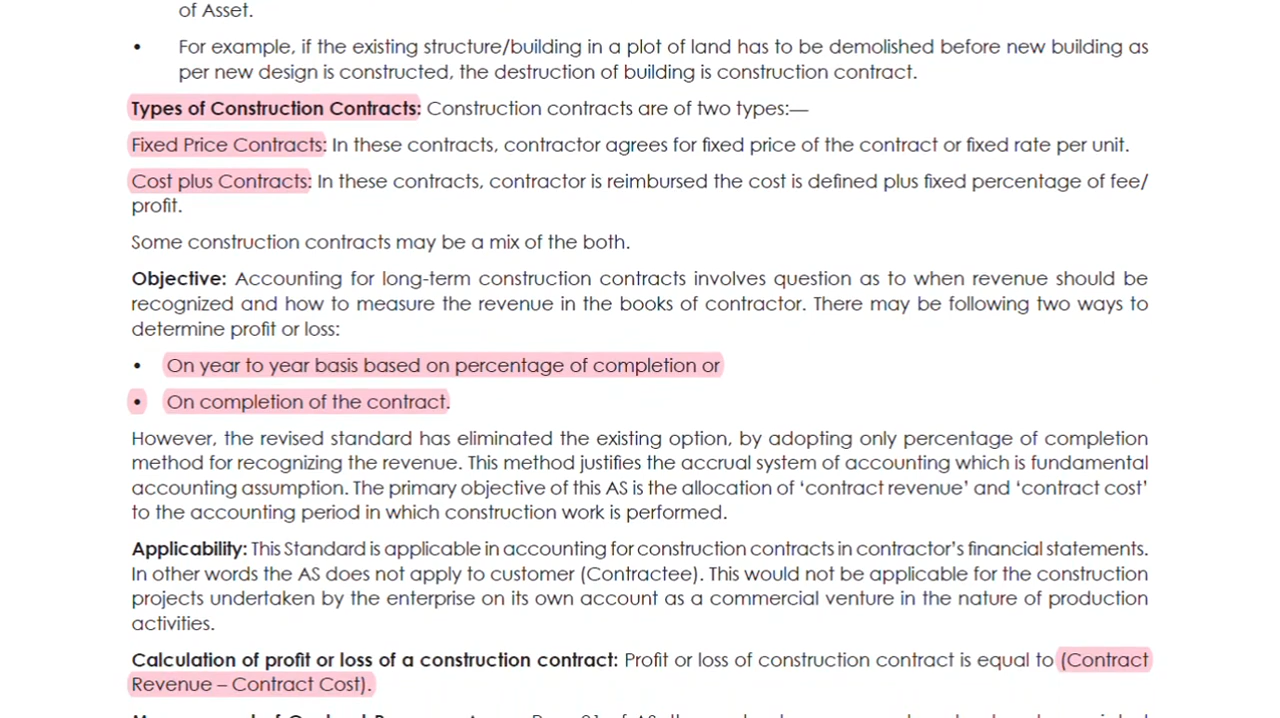 of Asset.
• For example, if the existing structure/building in a plot of land has to be demolished before new building as
per new design is constructed, the destruction of building is construction contract.
Types of Construction Contracts: Construction contracts are of two types:—
Fixed Price Contracts: In these contracts, contractor agrees for fixed price of the contract or fixed rate per unit.
Cost plus Contracts: In these contracts, contractor is reimbursed the cost is defined plus fixed percentage of fee/
profit.
Some construction contracts may be a mix of the both.
Objective: Accounting for long-term construction contracts involves question as to when revenue should be
recognized and how to measure the revenue in the books of contractor. There may be following two ways to
determine profit or loss:
• On year to year basis based on percentage of completion or
• On completion of the contract.
However, the revised standard has eliminated the existing option, by adopting only percentage of completion
method for recognizing the revenue. This method justifies the accrual system of accounting which is fundamental
accounting assumption. The primary objective of this AS is the allocation of ‘contract revenue’ and ‘contract cost’
to the accounting period in which construction work is performed.
Applicability: This Standard is applicable in accounting for construction contracts in contractor’s financial statements.
In other words the AS does not apply to customer (Contractee). This would not be applicable for the construction
projects undertaken by the enterprise on its own account as a commercial venture in the nature of production
activities.
Calculation of profit or loss of a construction contract: Profit or loss of construction contract is equal to (Contract
Revenue – Contract Cost).